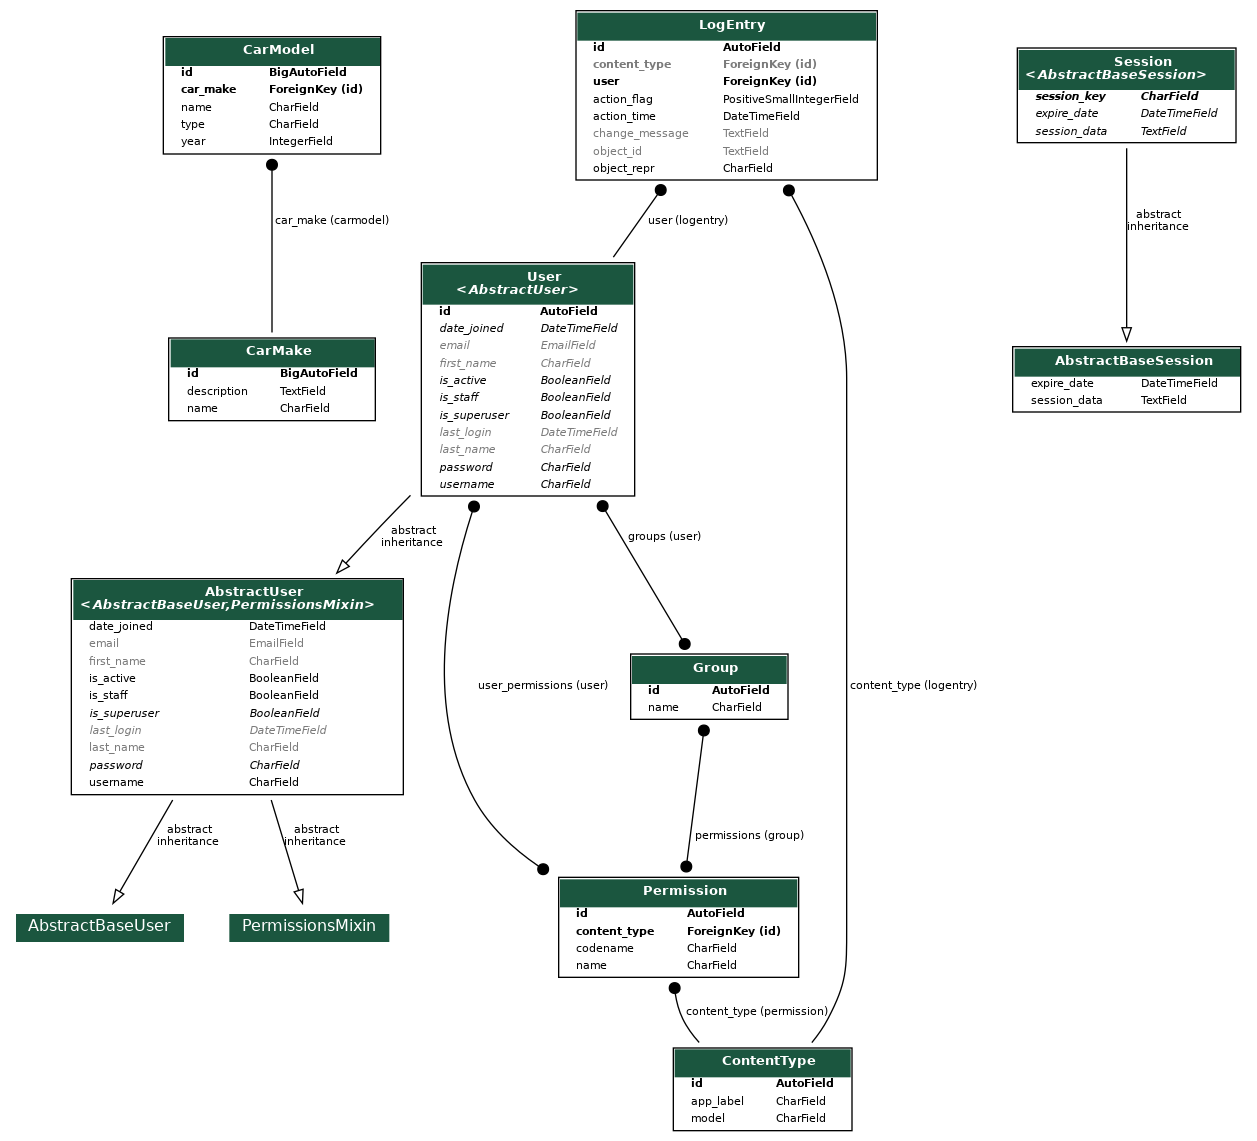 CarModel
id BigAutoField
car_make ForeignKey (id)
name CharField
type CharField
year IntegerField
LogEntry
id AutoField
content_type ForeignKey (id)
user ForeignKey (id)
action_flag PositiveSmallIntegerField
action_time DateTimeField
change_message TextField
object_id TextField
object_repr CharField
Session
<AbstractBaseSession>
session_key CharField
expire_date DateTimeField
session_data TextField
car_make (carmodel)
user (logentry)
abstract
inheritance
CarMake
id BigAutoField
description TextField
name CharField
User
<AbstractUser>
id AutoField
date_joined DateTimeField
email EmailField
first_name CharField
is_active BooleanField
is_staff BooleanField
is_superuser BooleanField
last_login DateTimeField
last_name CharField
password CharField
username CharField
AbstractBaseSession
expire_date DateTimeField
session_data TextField
abstract
inheritance
groups (user)
AbstractUser
<AbstractBaseUser,PermissionsMixin>
date_joined DateTimeField
email EmailField
first_name CharField
is_active BooleanField
is_staff BooleanField
is_superuser BooleanField
last_login DateTimeField
last_name CharField
password CharField
username CharField
user_permissions (user)
Group
id AutoField
name CharField
content_type (logentry)
abstract
inheritance
abstract
inheritance
permissions (group)
AbstractBaseUser
PermissionsMixin
Permission
id AutoField
content_type ForeignKey (id)
codename CharField
name CharField
content_type (permission)
ContentType
id AutoField
app_label CharField
model CharField